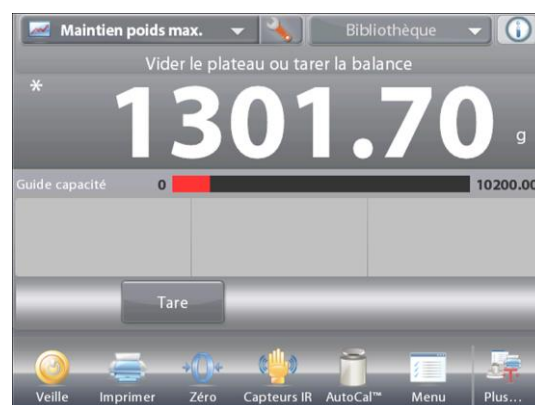 Maintien poids max. Bibliothèque
Vider le plateau ou tarer la balance
* 1301.70 g
Guide capacité 0 10200.00
Tare
Veille Imprimer Zéro Capteurs IR AutoCal™ Menu Plus...